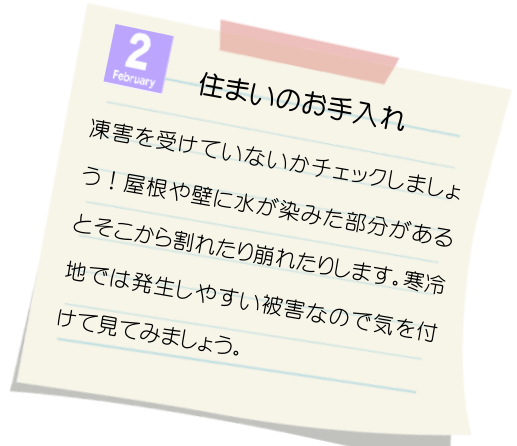 2
February
住まいのお手入れ
凍害を受けていないかチェックしましょ
う！屋根や壁に水が染みた部分がある
とそこから割れたり崩れたりします。寒冷
地では発生しやすい被害なので気を付
けて見てみましょう。